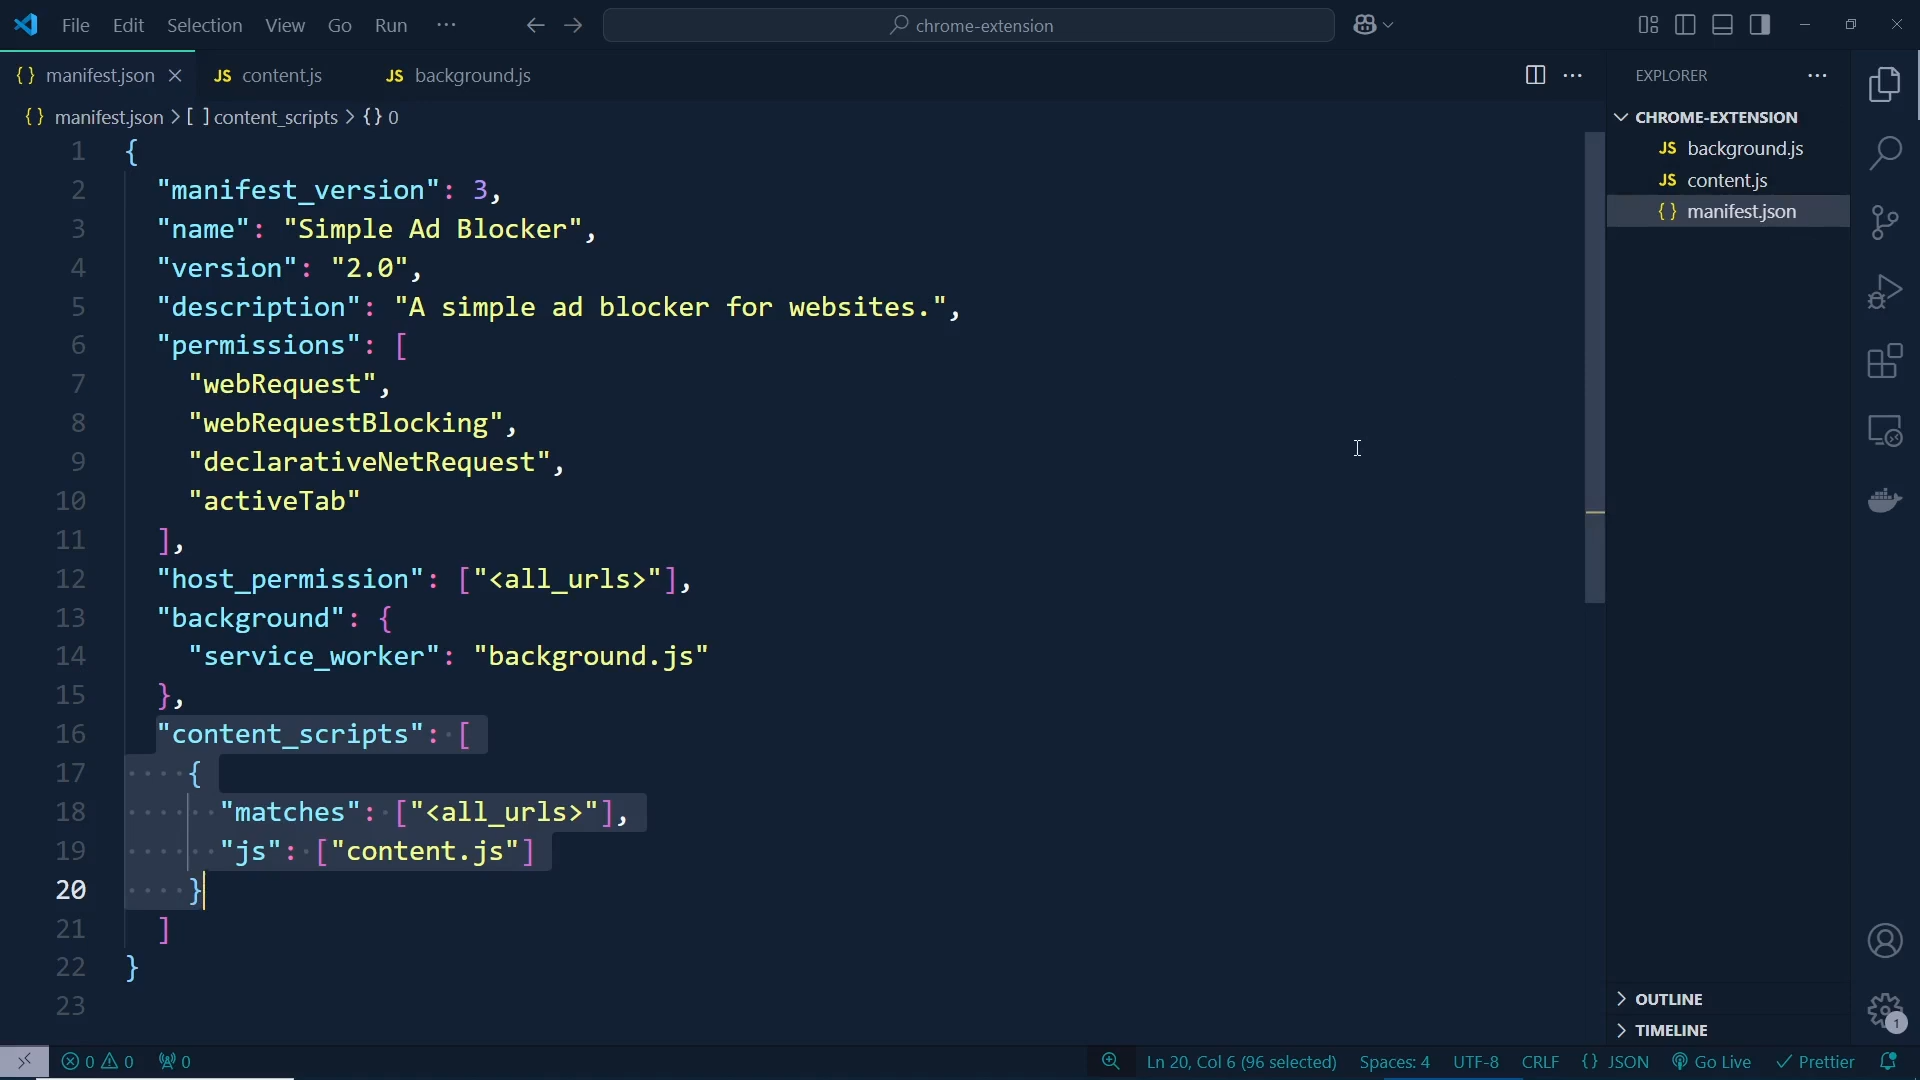 File Edit Selection View Go Run ··· chrome-extension
{ } manifest.json JS content.js JS background.js ···
{ } manifest.json > [ ] content_scripts > { } 0
1 {
2 "manifest_version": 3,
3 "name": "Simple Ad Blocker",
4 "version": "2.0",
5 "description": "A simple ad blocker for websites.",
6 "permissions": [
7 "webRequest",
8 "webRequestBlocking",
9 "declarativeNetRequest",
10 "activeTab"
11 ],
12 "host_permission": ["<all_urls>"],
13 "background": {
14 "service_worker": "background.js"
15 },
16 "content_scripts": [
17 {
18 "matches": ["<all_urls>"],
19 "js": ["content.js"]
20 }
21 ]
22 }
23
EXPLORER ···
CHROME-EXTENSION
JS background.js
JS content.js
{ } manifest.json
OUTLINE
TIMELINE
1
0 0 0 Ln 20, Col 6 (96 selected) Spaces: 4 UTF-8 CRLF { } JSON Go Live Prettier